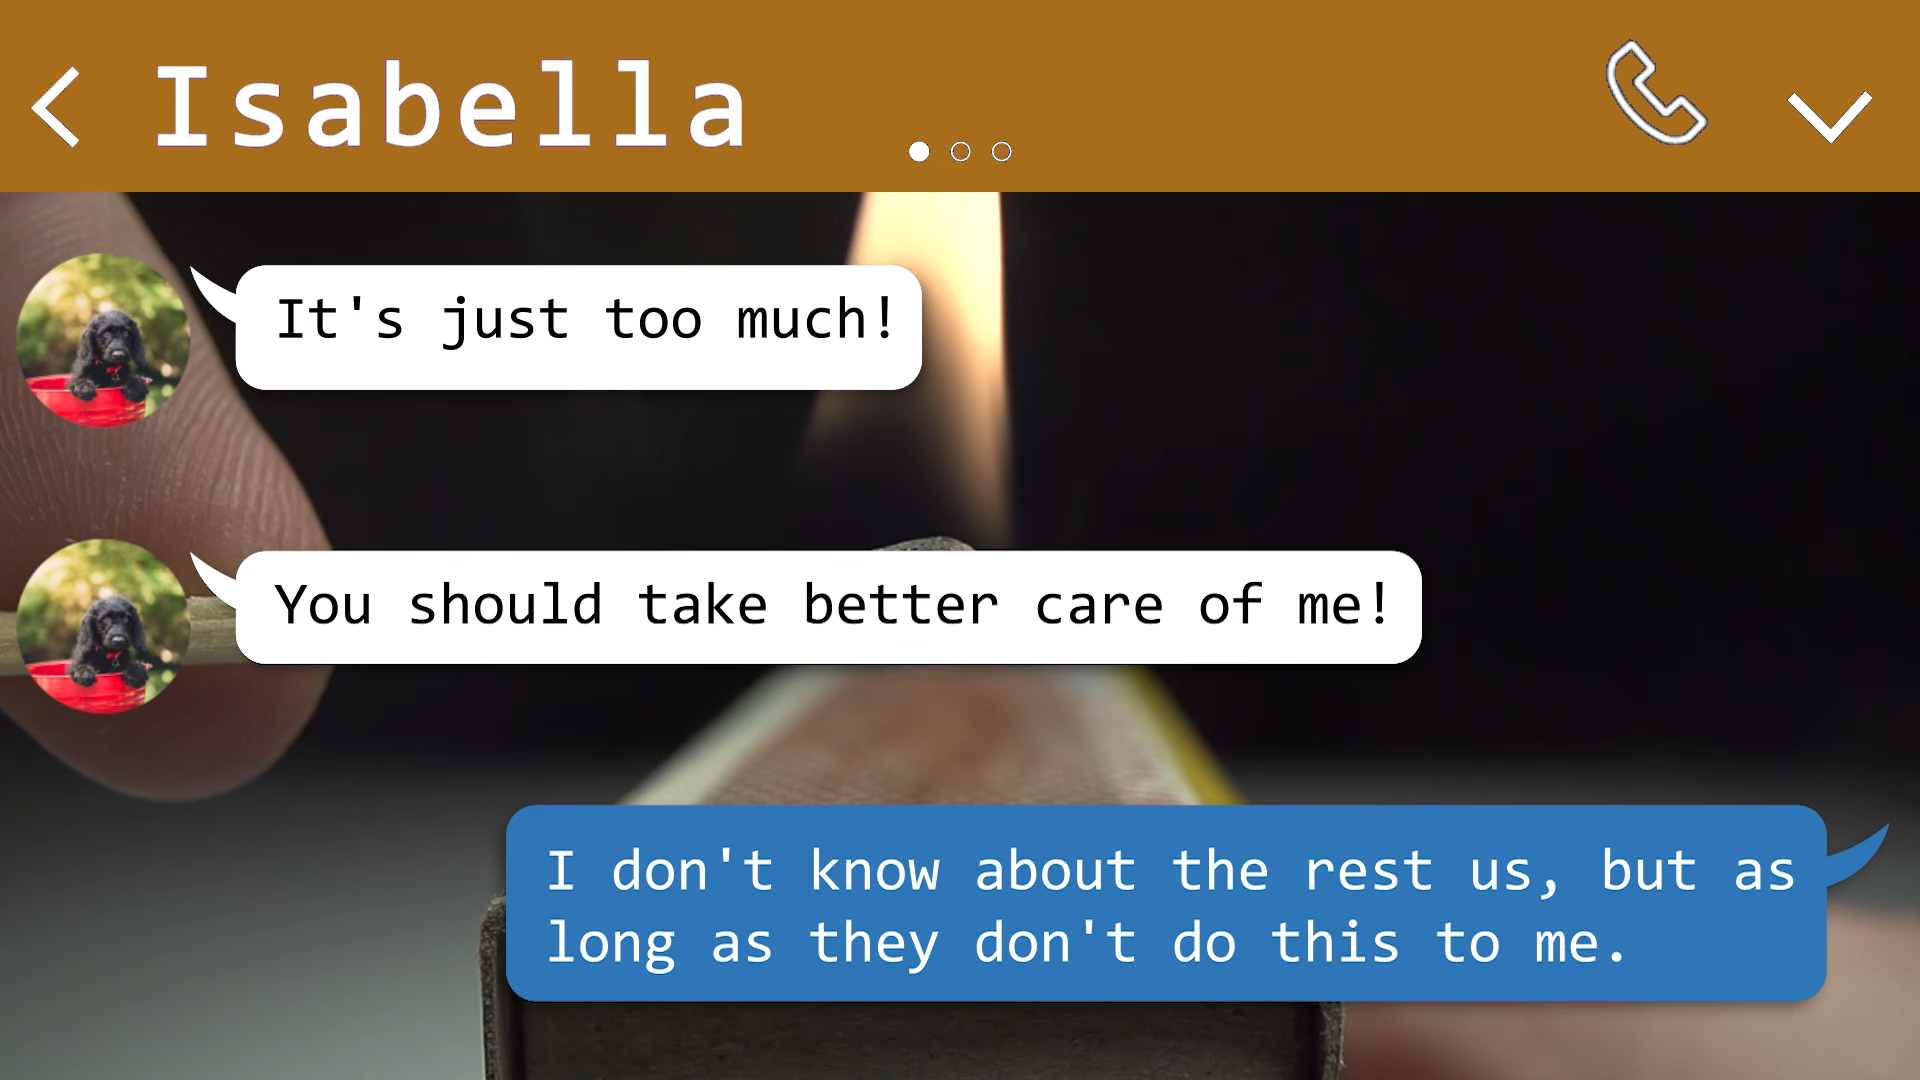 Isabella
It's just too much!
You should take better care of me!
I don't know about the rest us, but as
long as they don't do this to me.